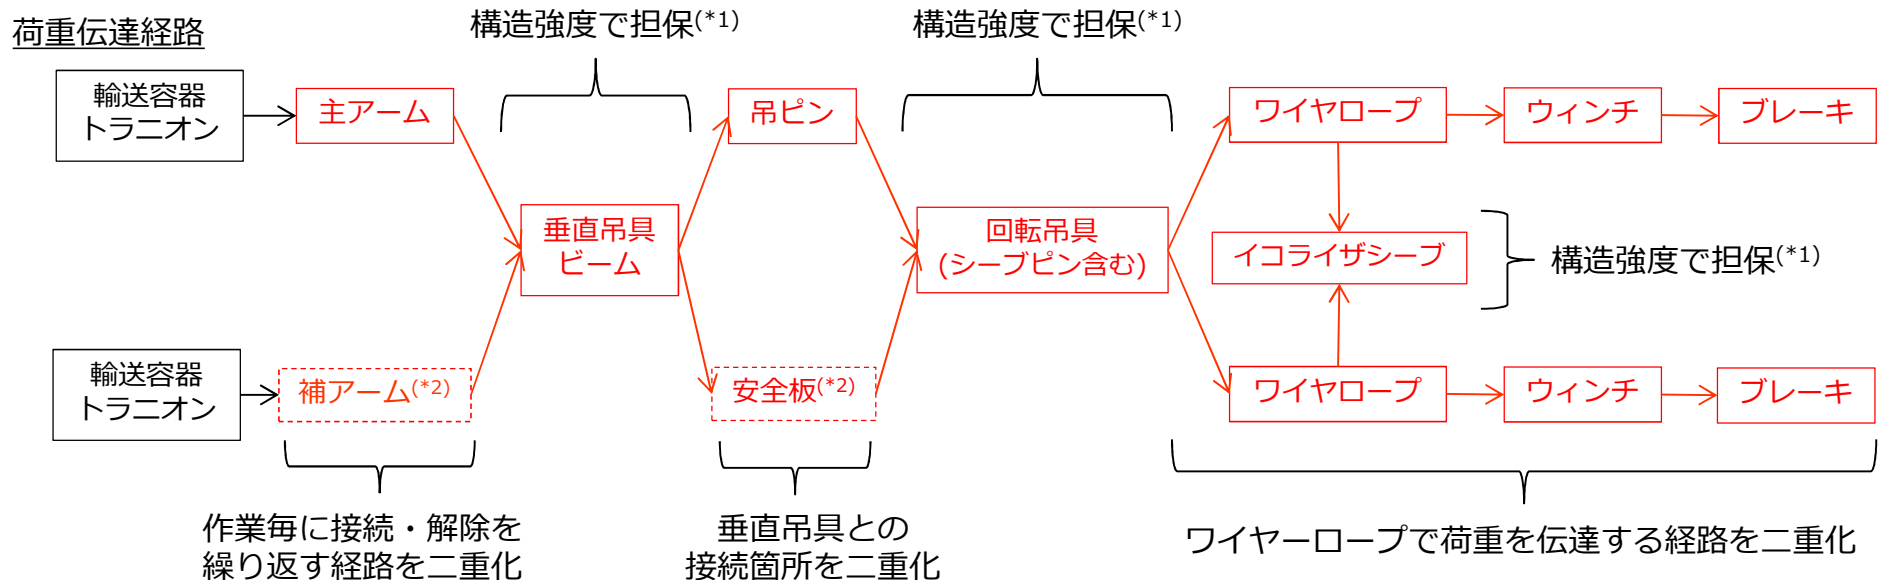 荷重伝達経路
構造強度で担保(*1)
構造強度で担保(*1)
輸送容器
トラニオン
主アーム
吊ピン
ワイヤロープ
ウィンチ
ブレーキ
垂直吊具
ビーム
回転吊具
(シーブピン含む)
イコライザシーブ
構造強度で担保(*1)
輸送容器
トラニオン
補アーム(*2)
安全板(*2)
ワイヤロープ
ウィンチ
ブレーキ
作業毎に接続・解除を
繰り返す経路を二重化
垂直吊具との
接続箇所を二重化
ワイヤーロープで荷重を伝達する経路を二重化